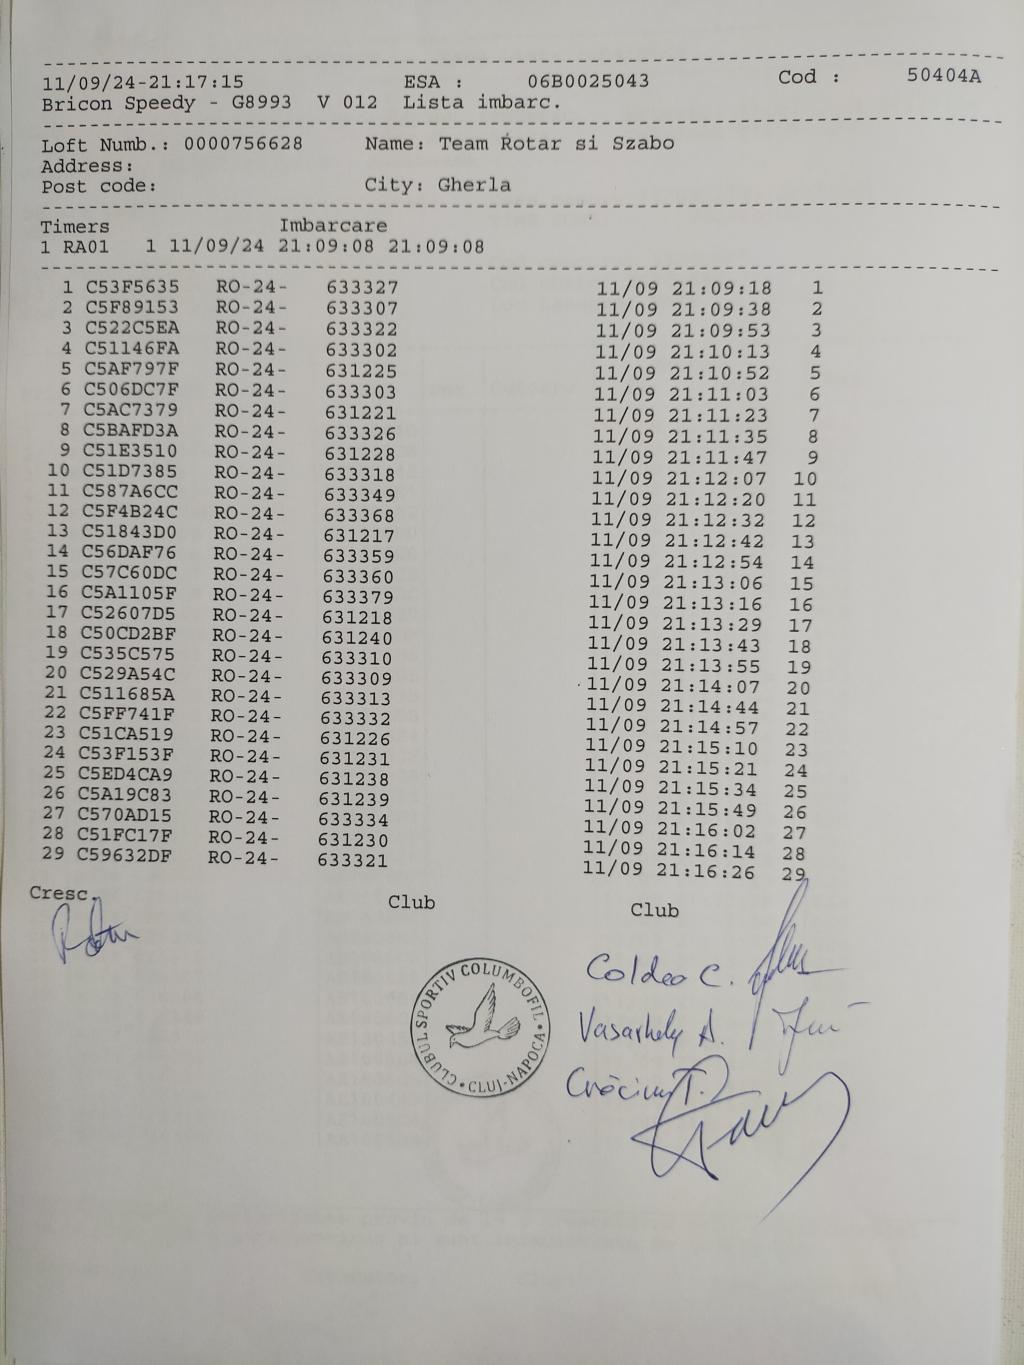 11/09/24-21:17:15 ESA : 06B0025043 Cod : 50404A
Bricon Speedy - G8993 V 012 Lista imbarc.
Loft Numb.: 0000756628 Name: Team Rotar si Szabo
Address:
Post code: City: Gherla
Timers Imbarcare
1 RA01 1 11/09/24 21:09:08 21:09:08
1 C53F5635 RO-24- 633327 11/09 21:09:18 1
2 C5F89153 RO-24- 633307 11/09 21:09:38 2
3 C522C5EA RO-24- 633322 11/09 21:09:53 3
4 C51146FA RO-24- 633302 11/09 21:10:13 4
5 C5AF797F RO-24- 631225 11/09 21:10:52 5
6 C506DC7F RO-24- 633303 11/09 21:11:03 6
7 C5AC7379 RO-24- 631221 11/09 21:11:23 7
8 C5BAFD3A RO-24- 633326 11/09 21:11:35 8
9 C51E3510 RO-24- 631228 11/09 21:11:47 9
10 C51D7385 RO-24- 633318 11/09 21:12:07 10
11 C587A6CC RO-24- 633349 11/09 21:12:20 11
12 C5F4B24C RO-24- 633368 11/09 21:12:32 12
13 C51843D0 RO-24- 631217 11/09 21:12:42 13
14 C56DAF76 RO-24- 633359 11/09 21:12:54 14
15 C57C60DC RO-24- 633360 11/09 21:13:06 15
16 C5A1105F RO-24- 633379 11/09 21:13:16 16
17 C52607D5 RO-24- 631218 11/09 21:13:29 17
18 C50CD2BF RO-24- 631240 11/09 21:13:43 18
19 C535C575 RO-24- 633310 11/09 21:13:55 19
20 C529A54C RO-24- 633309 11/09 21:14:07 20
21 C511685A RO-24- 633313 11/09 21:14:44 21
22 C5FF741F RO-24- 633332 11/09 21:14:57 22
23 C51CA519 RO-24- 631226 11/09 21:15:10 23
24 C53F153F RO-24- 631231 11/09 21:15:21 24
25 C5ED4CA9 RO-24- 631238 11/09 21:15:34 25
26 C5A19C83 RO-24- 631239 11/09 21:15:49 26
27 C570AD15 RO-24- 633334 11/09 21:16:02 27
28 C51FC17F RO-24- 631230 11/09 21:16:14 28
29 C59632DF RO-24- 633321 11/09 21:16:26 29
Cresc. Club Club
CLUBUL SPORTIV COLUMBOFIL • CLUJ-NAPOCA •
Coldea C.
A.